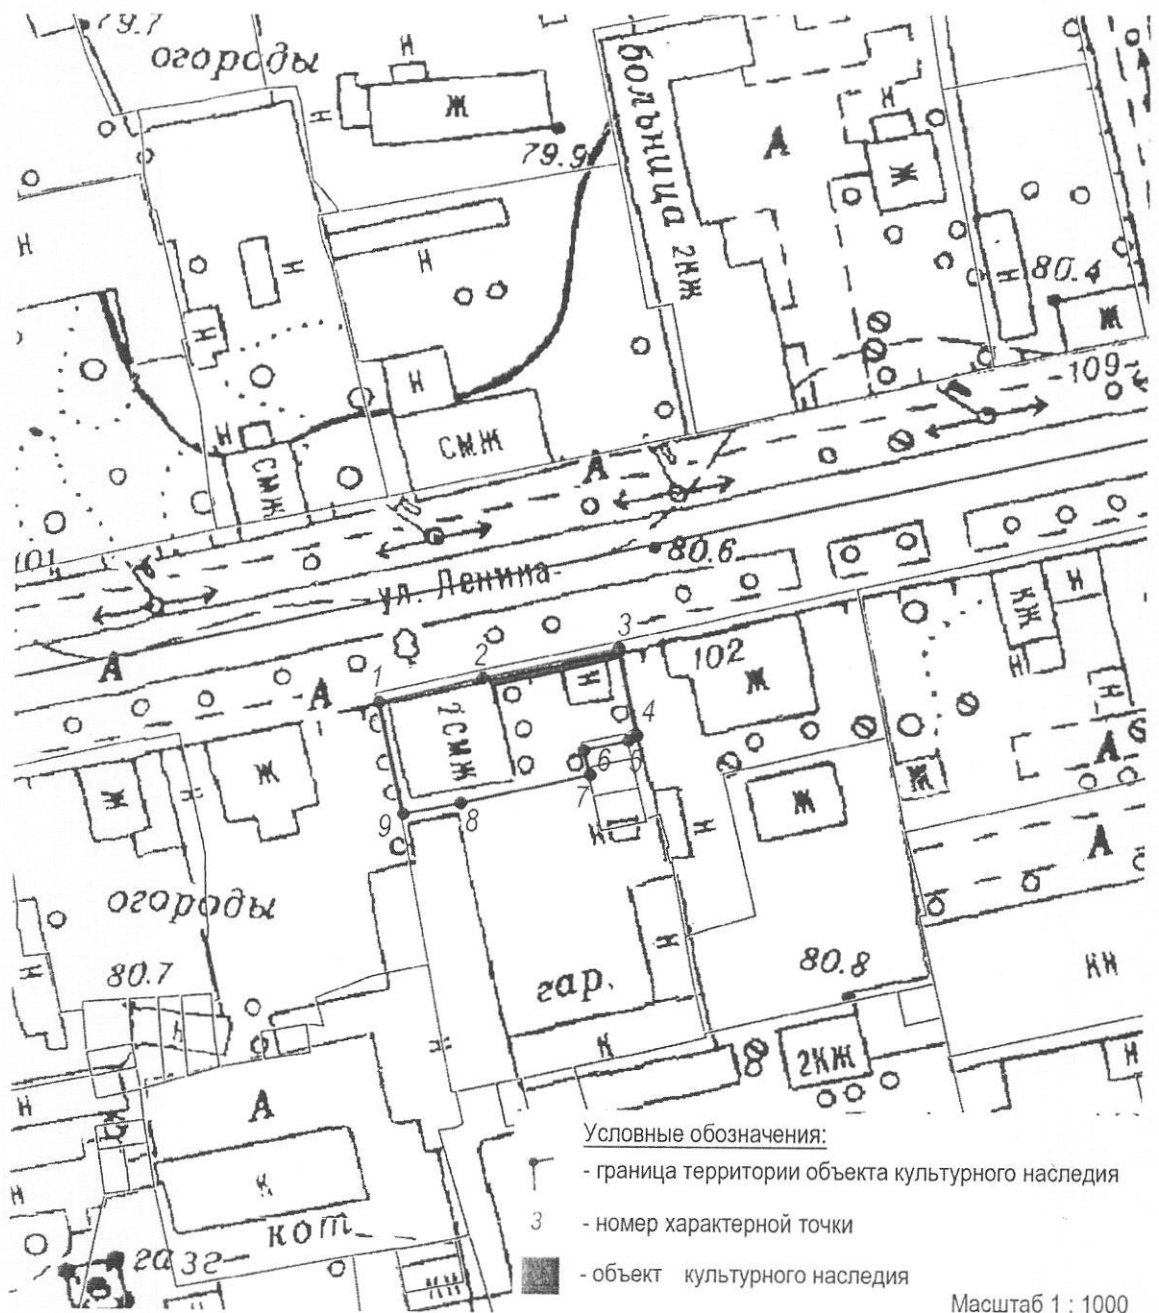 79.7
огороды
Н
Н
Ж
79.9
больница
2КЖ
А
Н
Ж
Н
80.4
Ж
Н
Н
Н
Н
Н
Н
СМЖ
СМЖ
109
А
101
80.6
ул. Ленина
А
А
1
2
3
Н
102
Ж
КЖ
Н
Н
Н
2СМЖ
4
5
6
7
8
9
Ж
Ж
Н
Ж
Ж
А
А
К
Н
огороды
Н
80.7
К
гар.
Н
80.8
КН
Н
К
2КЖ
Н
Н
А
Н
К
кот.
газг
Условные обозначения:
- граница территории объекта культурного наследия
3 - номер характерной точки
- объект культурного наследия
Масштаб 1 : 1000